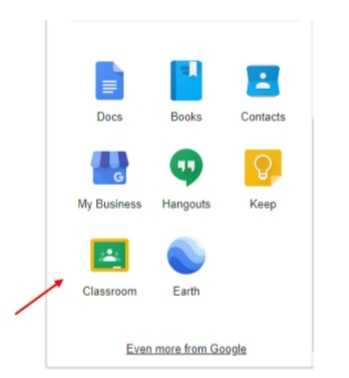 Docs Books Contacts
My Business Hangouts Keep
Classroom Earth
Even more from Google